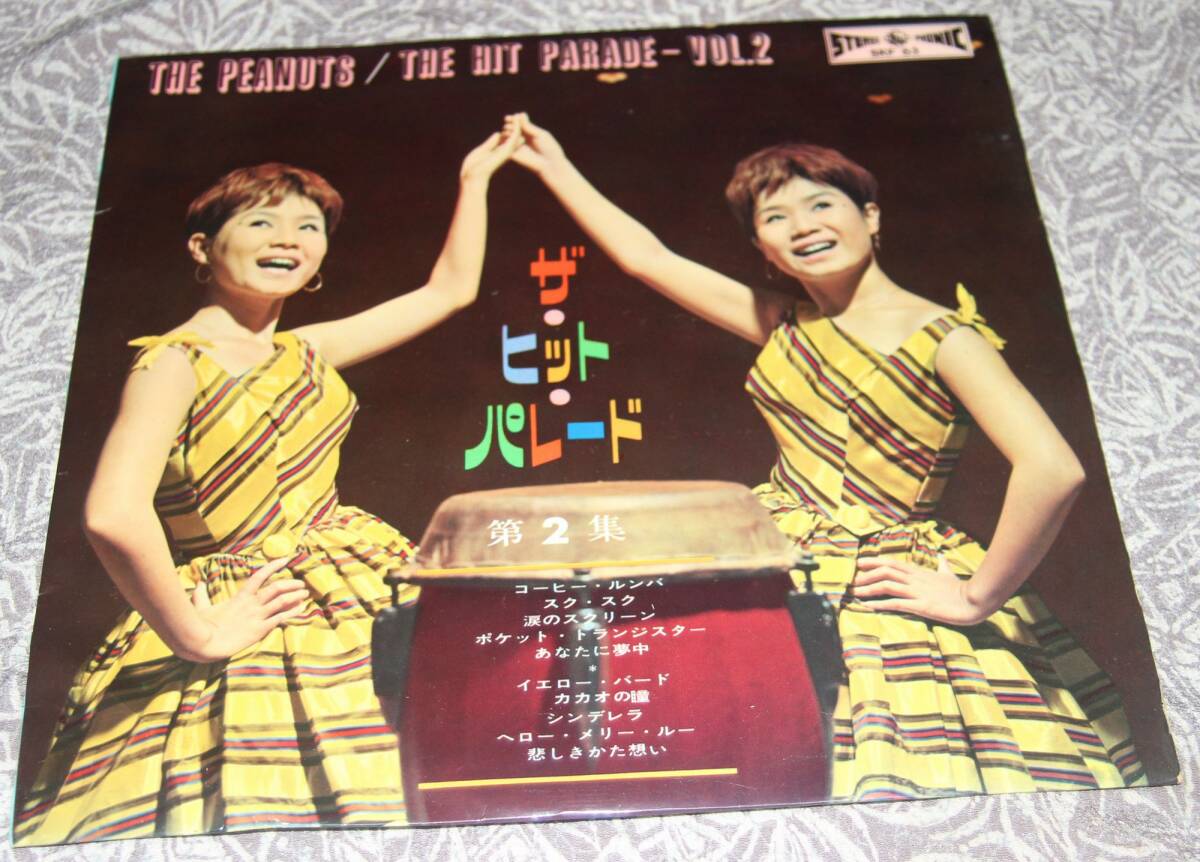 THE PEANUTS / THE HIT PARADE - VOL.2
STEREO PHONIC
SKF 63
ザ・
ヒット・
パレード
第2集
コーヒー・ルンバ
スク・スク
涙のスクリーン
ポケット・トランジスター
あなたに夢中
*
イエロー・バード
カカオの瞳
シンデレラ
ヘロー・メリー・ルー
悲しきかた想い